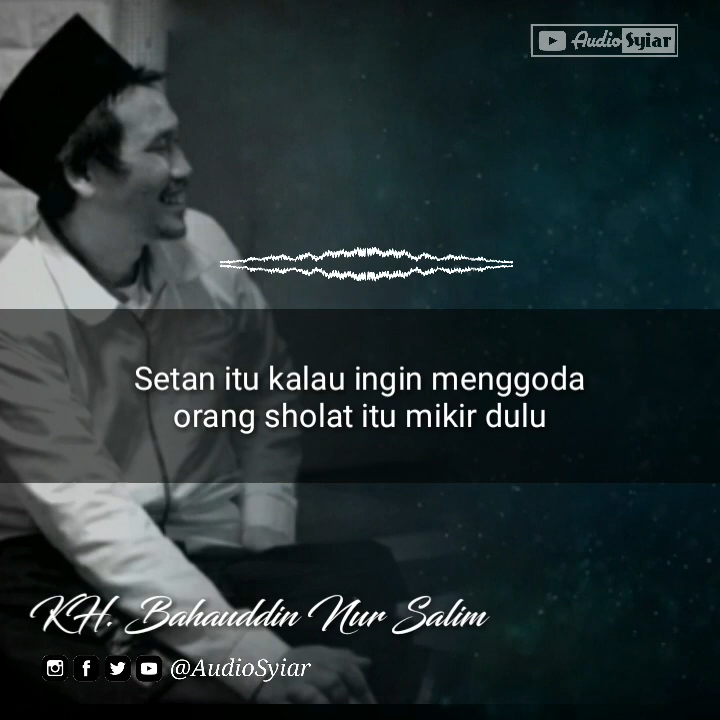 Audio Syiar
Setan itu kalau ingin menggoda
orang sholat itu mikir dulu
KH. Bahauddin Nur Salim
@AudioSyiar